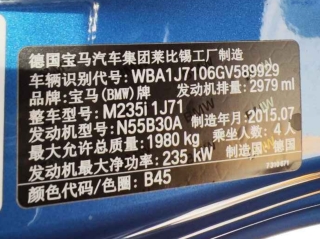 德国宝马汽车集团莱比锡工厂制造
车辆识别代号: WBA1J7106GV589929
品牌: 宝马(BMW)牌 发动机排量: 2979 ml
整车型号: M235i 1J71
发动机型号: N55B30A 制造年月: 2015.07
最大允许总质量: 1980 kg 乘坐人数: 4 人
发动机最大净功率: 235 kW 制造国: 德国
颜色代码/色圈: B45